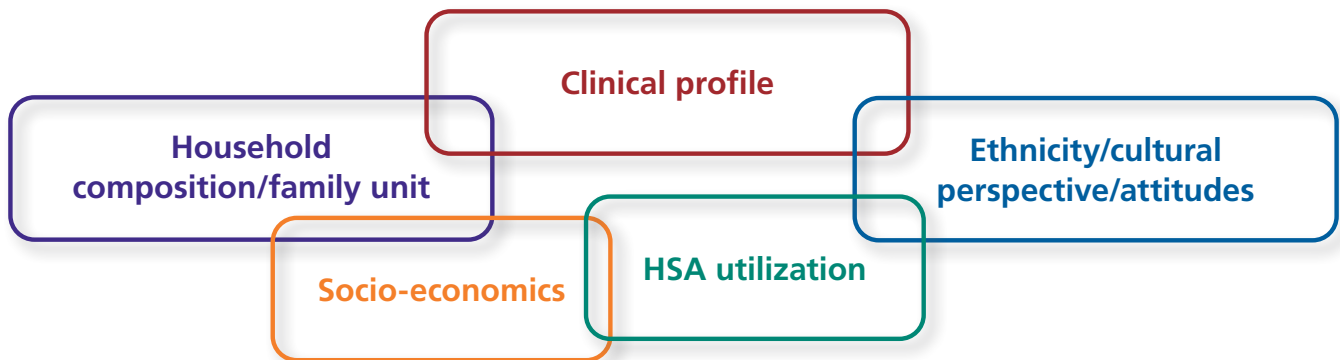 Clinical profile
Household
composition/family unit
Ethnicity/cultural
perspective/attitudes
Socio-economics
HSA utilization